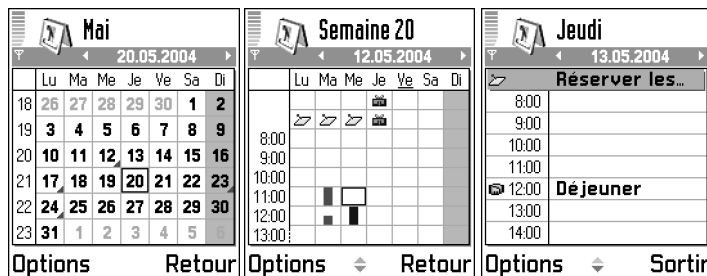 Mai
20.05.2004
Lu Ma Me Je Ve Sa Di
18 26 27 28 29 30 1 2
19 3 4 5 6 7 8 9
20 10 11 12 13 14 15 16
21 17 18 19 20 21 22 23
22 24 25 26 27 28 29 30
23 31 1 2 3 4 5 6
Options Retour
Semaine 20
12.05.2004
Lu Ma Me Je Ve Sa Di
8:00
9:00
10:00
11:00
12:00
13:00
Options Retour
Jeudi
13.05.2004
Réserver les...
8:00
9:00
10:00
11:00
12:00 Déjeuner
13:00
14:00
Options Sortir